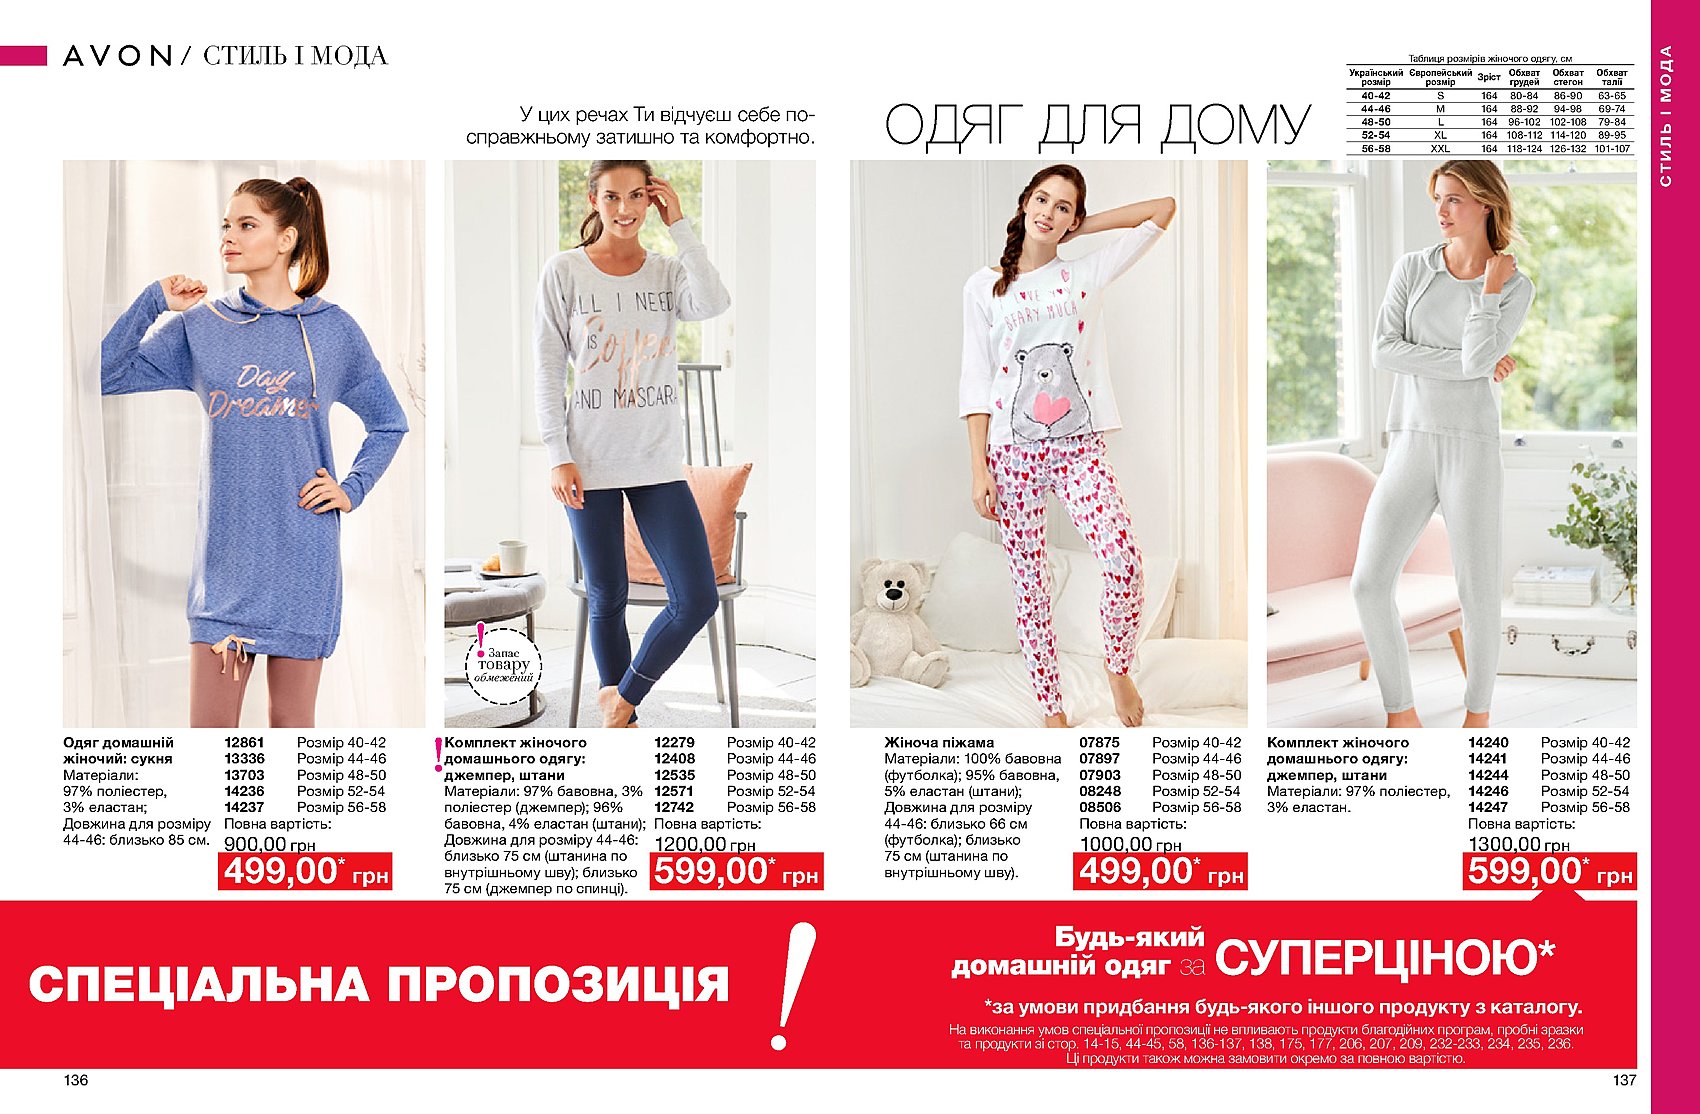 AVON / СТИЛЬ І МОДА
У цих речах Ти відчуєш себе по-
справжньому затишно та комфортно.
ОДЯГ ДЛЯ ДОМУ
Таблиця розмірів жіночого одягу, см
Український розмір Європейський розмір Зріст Обхват грудей Обхват стегон Обхват талії
40-42 S 164 80-84 86-90 63-65
44-46 M 164 88-92 94-98 69-74
48-50 L 164 96-102 102-108 79-84
52-54 XL 164 108-112 114-120 89-95
56-58 XXL 164 118-124 126-132 101-107
СТИЛЬ І МОДА
Day
Dreamer
ALL I NEED
IS
Coffee
AND MASCARA
I LOVE YOU
BEARY MUCH
!
Запас
товару
обмежений
Одяг домашній
жіночий: сукня
Матеріали:
97% поліестер,
3% еластан;
Довжина для розміру
44-46: близько 85 см.
12861 Розмір 40-42
13336 Розмір 44-46
13703 Розмір 48-50
14236 Розмір 52-54
14237 Розмір 56-58
Повна вартість:
900,00 грн
499,00* грн
!
Комплект жіночого
домашнього одягу:
джемпер, штани
Матеріали: 97% бавовна, 3%
поліестер (джемпер); 96%
бавовна, 4% еластан (штани);
Довжина для розміру 44-46:
близько 75 см (штанина по
внутрішньому шву); близько
75 см (джемпер по спинці).
12279 Розмір 40-42
12408 Розмір 44-46
12535 Розмір 48-50
12571 Розмір 52-54
12742 Розмір 56-58
Повна вартість:
1200,00 грн
599,00* грн
Жіноча піжама
Матеріали: 100% бавовна
(футболка); 95% бавовна,
5% еластан (штани);
Довжина для розміру
44-46: близько 66 см
(футболка); близько
75 см (штанина по
внутрішньому шву).
07875 Розмір 40-42
07897 Розмір 44-46
07903 Розмір 48-50
08248 Розмір 52-54
08506 Розмір 56-58
Повна вартість:
1000,00 грн
499,00* грн
Комплект жіночого
домашнього одягу:
джемпер, штани
Матеріали: 97% поліестер,
3% еластан.
14240 Розмір 40-42
14241 Розмір 44-46
14244 Розмір 48-50
14246 Розмір 52-54
14247 Розмір 56-58
Повна вартість:
1300,00 грн
599,00* грн
СПЕЦІАЛЬНА ПРОПОЗИЦІЯ !
Будь-який
домашній одяг за СУПЕРЦІНОЮ*
*за умови придбання будь-якого іншого продукту з каталогу.
На виконання умов спеціальної пропозиції не впливають продукти благодійних програм, пробні зразки
та продукти зі стор. 14-15, 44-45, 58, 136-137, 138, 175, 177, 206, 207, 209, 232-233, 234, 235, 236.
Ці продукти також можна замовити окремо за повною вартістю.
136
137